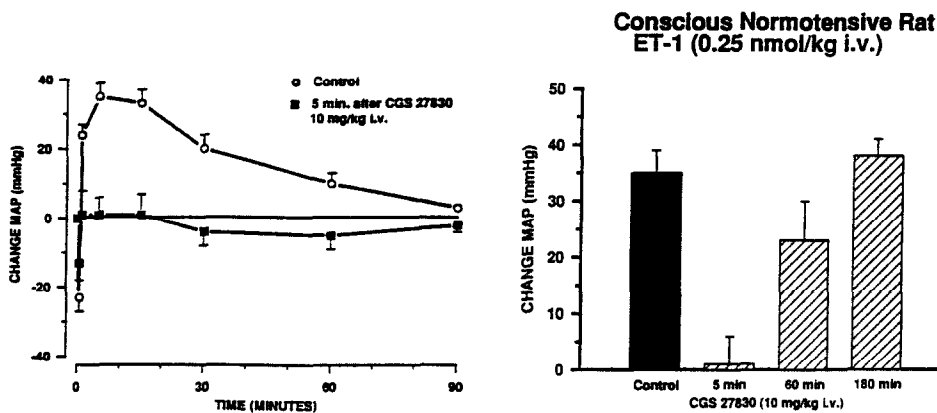 Conscious Normotensive Rat
ET-1 (0.25 nmol/kg i.v.)
CHANGE MAP (mmHg)
40
20
0
-20
-40
Control
5 min. after CGS 27830
10 mg/kg i.v.
0
30
60
90
TIME (MINUTES)
CHANGE MAP (mmHg)
50
40
30
20
10
0
Control
5 min
60 min
180 min
CGS 27830 (10 mg/kg i.v.)